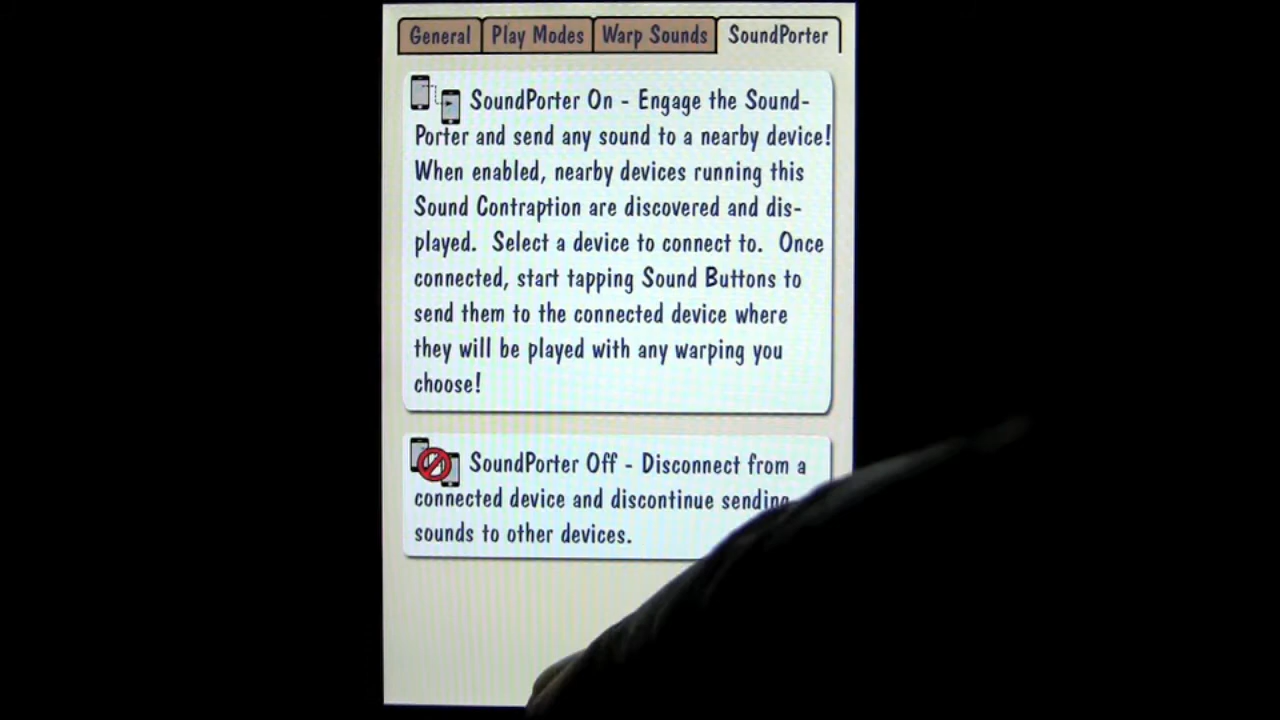 General Play Modes Warp Sounds SoundPorter
SoundPorter On - Engage the Sound-
Porter and send any sound to a nearby device!
When enabled, nearby devices running this
Sound Contraption are discovered and dis-
played. Select a device to connect to. Once
connected, start tapping Sound Buttons to
send them to the connected device where
they will be played with any warping you
choose!
SoundPorter Off - Disconnect from a
connected device and discontinue sending
sounds to other devices.